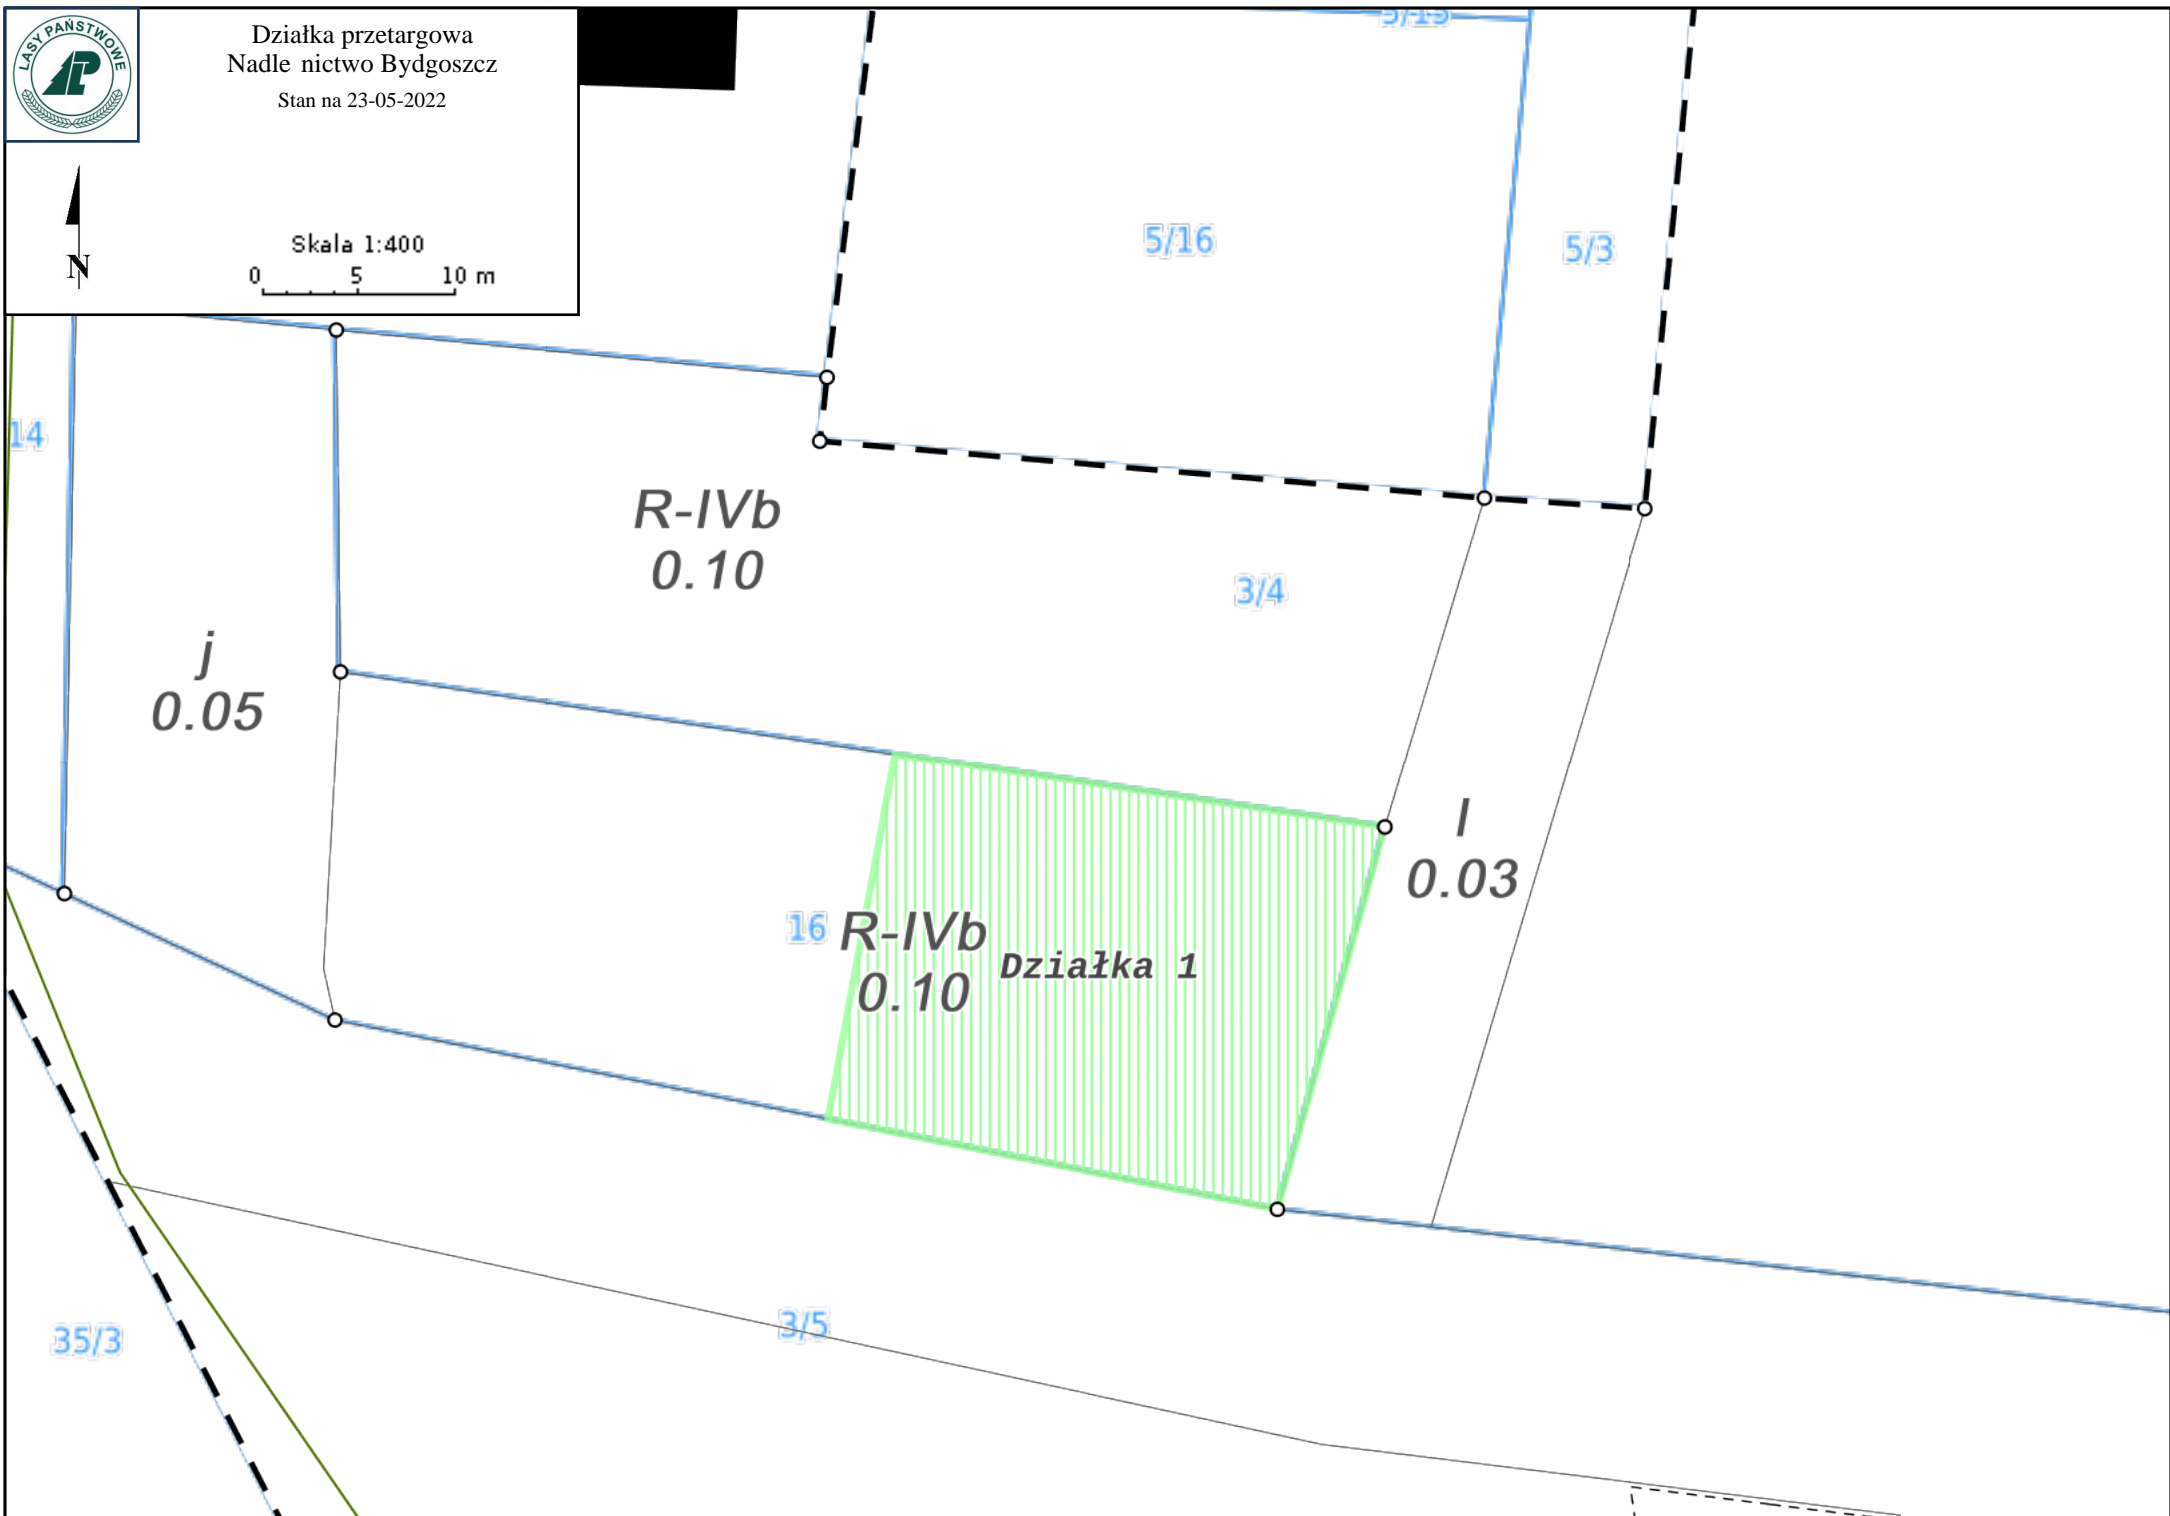 LASY PAŃSTWOWE
Działka przetargowa
Nadle nictwo Bydgoszcz
Stan na 23-05-2022
N
Skala 1:400
0 5 10 m
5/15
5/16
5/3
14
R-IVb
0.10
3/4
j
0.05
l
0.03
16
R-IVb
0.10
Działka 1
3/5
35/3